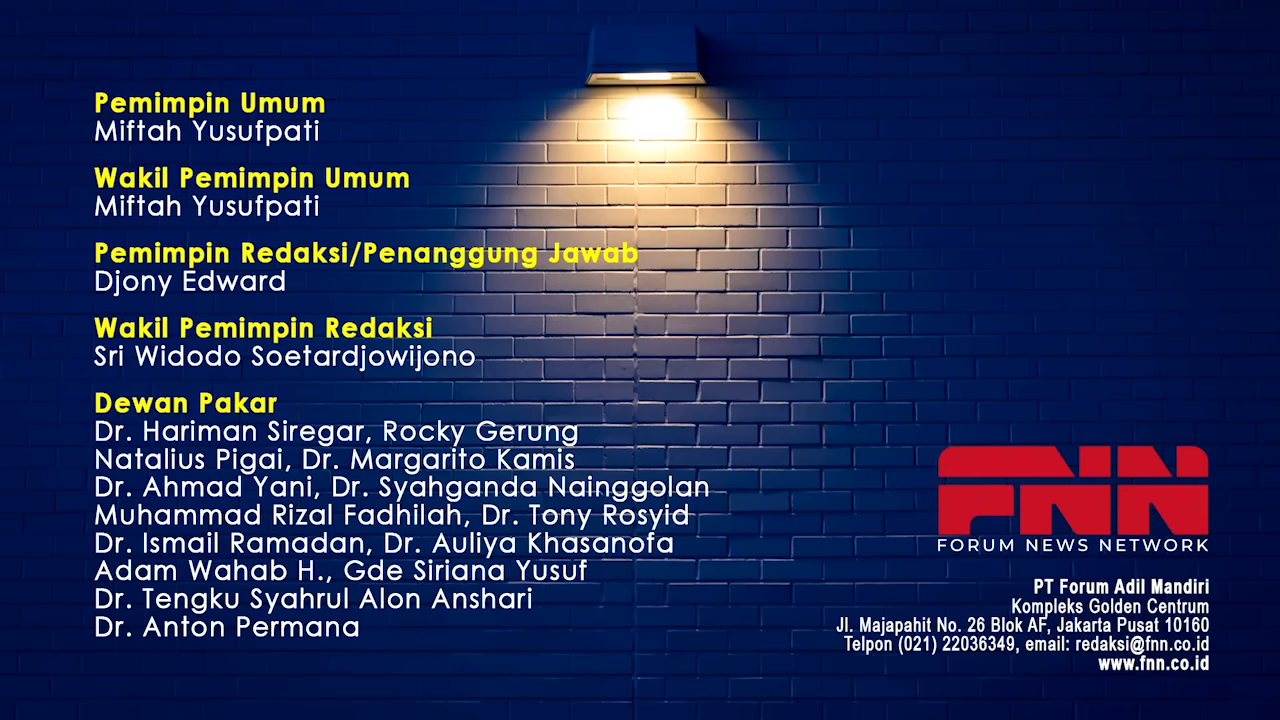 Pemimpin Umum
Miftah Yusufpati
Wakil Pemimpin Umum
Miftah Yusufpati
Pemimpin Redaksi/Penanggung Jawab
Djony Edward
Wakil Pemimpin Redaksi
Sri Widodo Soetardjowijono
Dewan Pakar
Dr. Hariman Siregar, Rocky Gerung
Natalius Pigai, Dr. Margarito Kamis
Dr. Ahmad Yani, Dr. Syahganda Nainggolan
Muhammad Rizal Fadhilah, Dr. Tony Rosyid
Dr. Ismail Ramadan, Dr. Auliya Khasanofa
Adam Wahab H., Gde Siriana Yusuf
Dr. Tengku Syahrul Alon Anshari
Dr. Anton Permana
FNN
FORUM NEWS NETWORK
PT Forum Adil Mandiri
Kompleks Golden Centrum
Jl. Majapahit No. 26 Blok AF, Jakarta Pusat 10160
Telpon (021) 22036349, email: redaksi@fnn.co.id
www.fnn.co.id